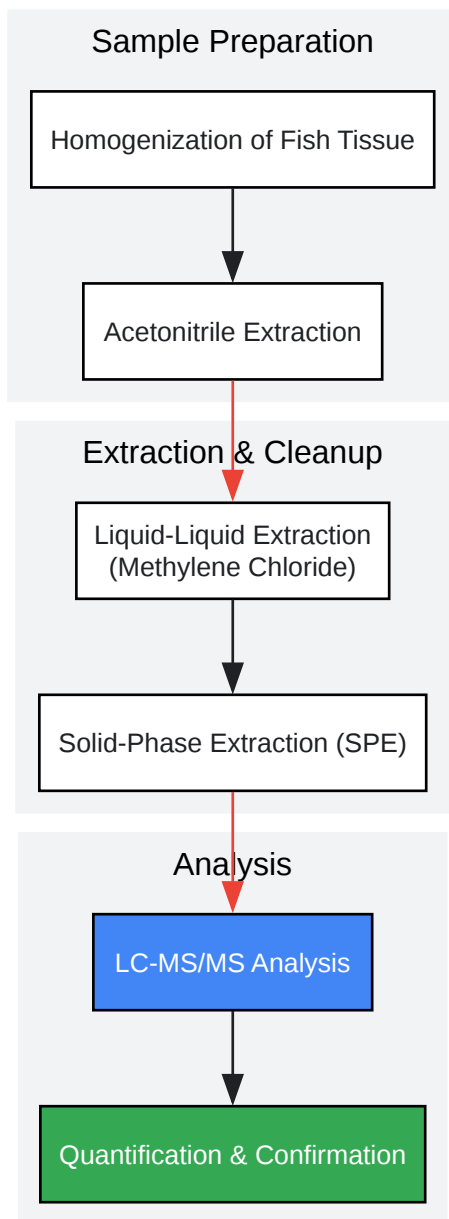 Sample Preparation
Homogenization of Fish Tissue
Acetonitrile Extraction
Extraction & Cleanup
Liquid-Liquid Extraction
(Methylene Chloride)
Solid-Phase Extraction (SPE)
Analysis
LC-MS/MS Analysis
Quantification & Confirmation